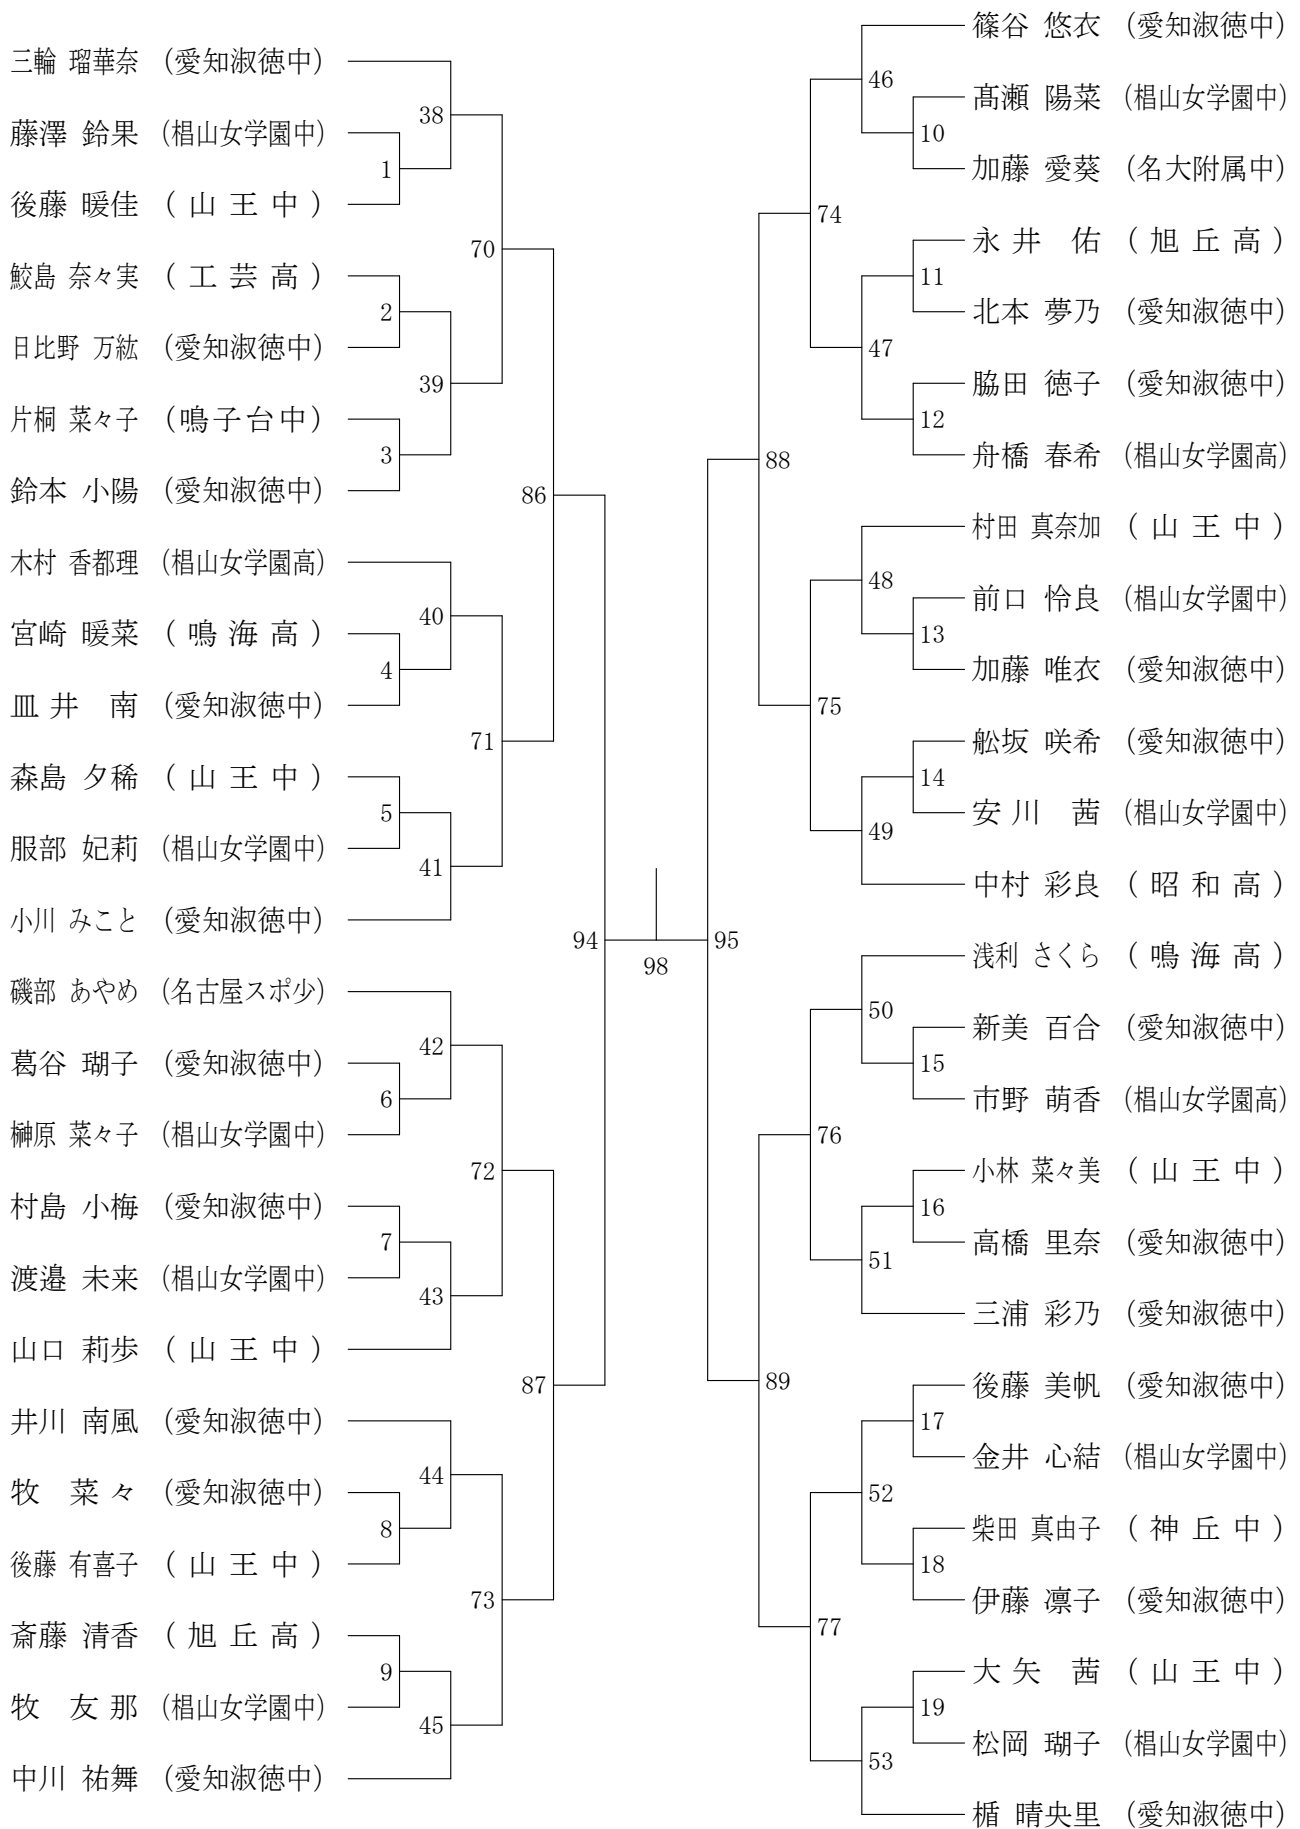 三輪 瑠華奈 (愛知淑徳中)
藤澤 鈴果 (椙山女学園中)
後藤 暖佳 ( 山 王 中 )
鮫島 奈々実 ( 工 芸 高 )
日比野 万紘 (愛知淑徳中)
片桐 菜々子 (鳴子台中)
鈴本 小陽 (愛知淑徳中)
木村 香都理 (椙山女学園高)
宮崎 暖菜 ( 鳴 海 高 )
皿 井 南 (愛知淑徳中)
森島 夕稀 ( 山 王 中 )
服部 妃莉 (椙山女学園中)
小川 みこと (愛知淑徳中)
磯部 あやめ (名古屋スポ少)
葛谷 瑚子 (愛知淑徳中)
榊原 菜々子 (椙山女学園中)
村島 小梅 (愛知淑徳中)
渡邉 未来 (椙山女学園中)
山口 莉歩 ( 山 王 中 )
井川 南風 (愛知淑徳中)
牧 菜 々 (愛知淑徳中)
後藤 有喜子 ( 山 王 中 )
斎藤 清香 ( 旭 丘 高 )
牧 友 那 (椙山女学園中)
中川 祐舞 (愛知淑徳中)
1
2
3
4
5
6
7
8
9
38
39
40
41
42
43
44
45
70
71
72
73
86
87
94
98
95
88
89
74
75
76
77
46
47
48
49
50
51
52
53
10
11
12
13
14
15
16
17
18
19
篠谷 悠衣 (愛知淑徳中)
髙瀬 陽菜 (椙山女学園中)
加藤 愛葵 (名大附属中)
永 井 佑 ( 旭 丘 高 )
北本 夢乃 (愛知淑徳中)
脇田 徳子 (愛知淑徳中)
舟橋 春希 (椙山女学園高)
村田 真奈加 ( 山 王 中 )
前口 怜良 (椙山女学園中)
加藤 唯衣 (愛知淑徳中)
舩坂 咲希 (愛知淑徳中)
安 川 茜 (椙山女学園中)
中村 彩良 ( 昭 和 高 )
浅利 さくら ( 鳴 海 高 )
新美 百合 (愛知淑徳中)
市野 萌香 (椙山女学園高)
小林 菜々美 ( 山 王 中 )
高橋 里奈 (愛知淑徳中)
三浦 彩乃 (愛知淑徳中)
後藤 美帆 (愛知淑徳中)
金井 心結 (椙山女学園中)
柴田 真由子 ( 神 丘 中 )
伊藤 凛子 (愛知淑徳中)
大 矢 茜 ( 山 王 中 )
松岡 瑚子 (椙山女学園中)
楯 晴央里 (愛知淑徳中)